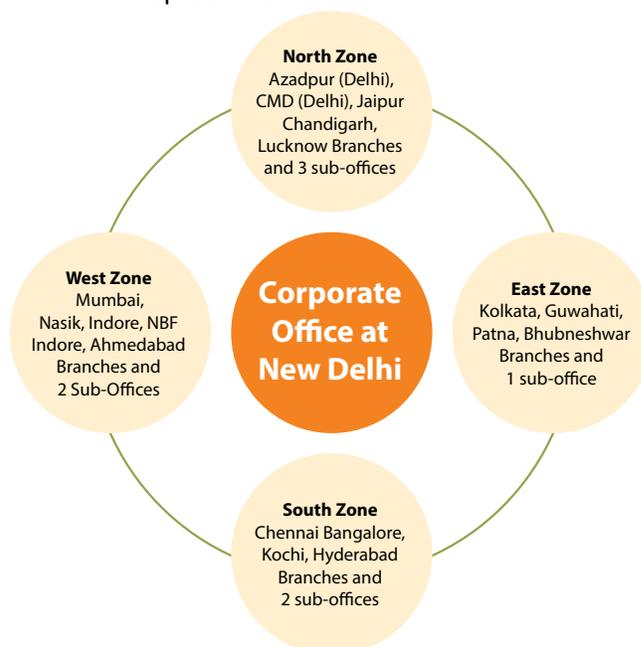 North Zone
Azadpur (Delhi),
CMD (Delhi), Jaipur
Chandigarh,
Lucknow Branches
and 3 sub-offices
West Zone
Mumbai,
Nasik, Indore, NBF
Indore, Ahmedabad
Branches and
2 Sub-Offices
Corporate
Office at
New Delhi
East Zone
Kolkata, Guwahati,
Patna, Bhubneshwar
Branches and
1 sub-office
South Zone
Chennai Bangalore,
Kochi, Hyderabad
Branches and
2 sub-offices